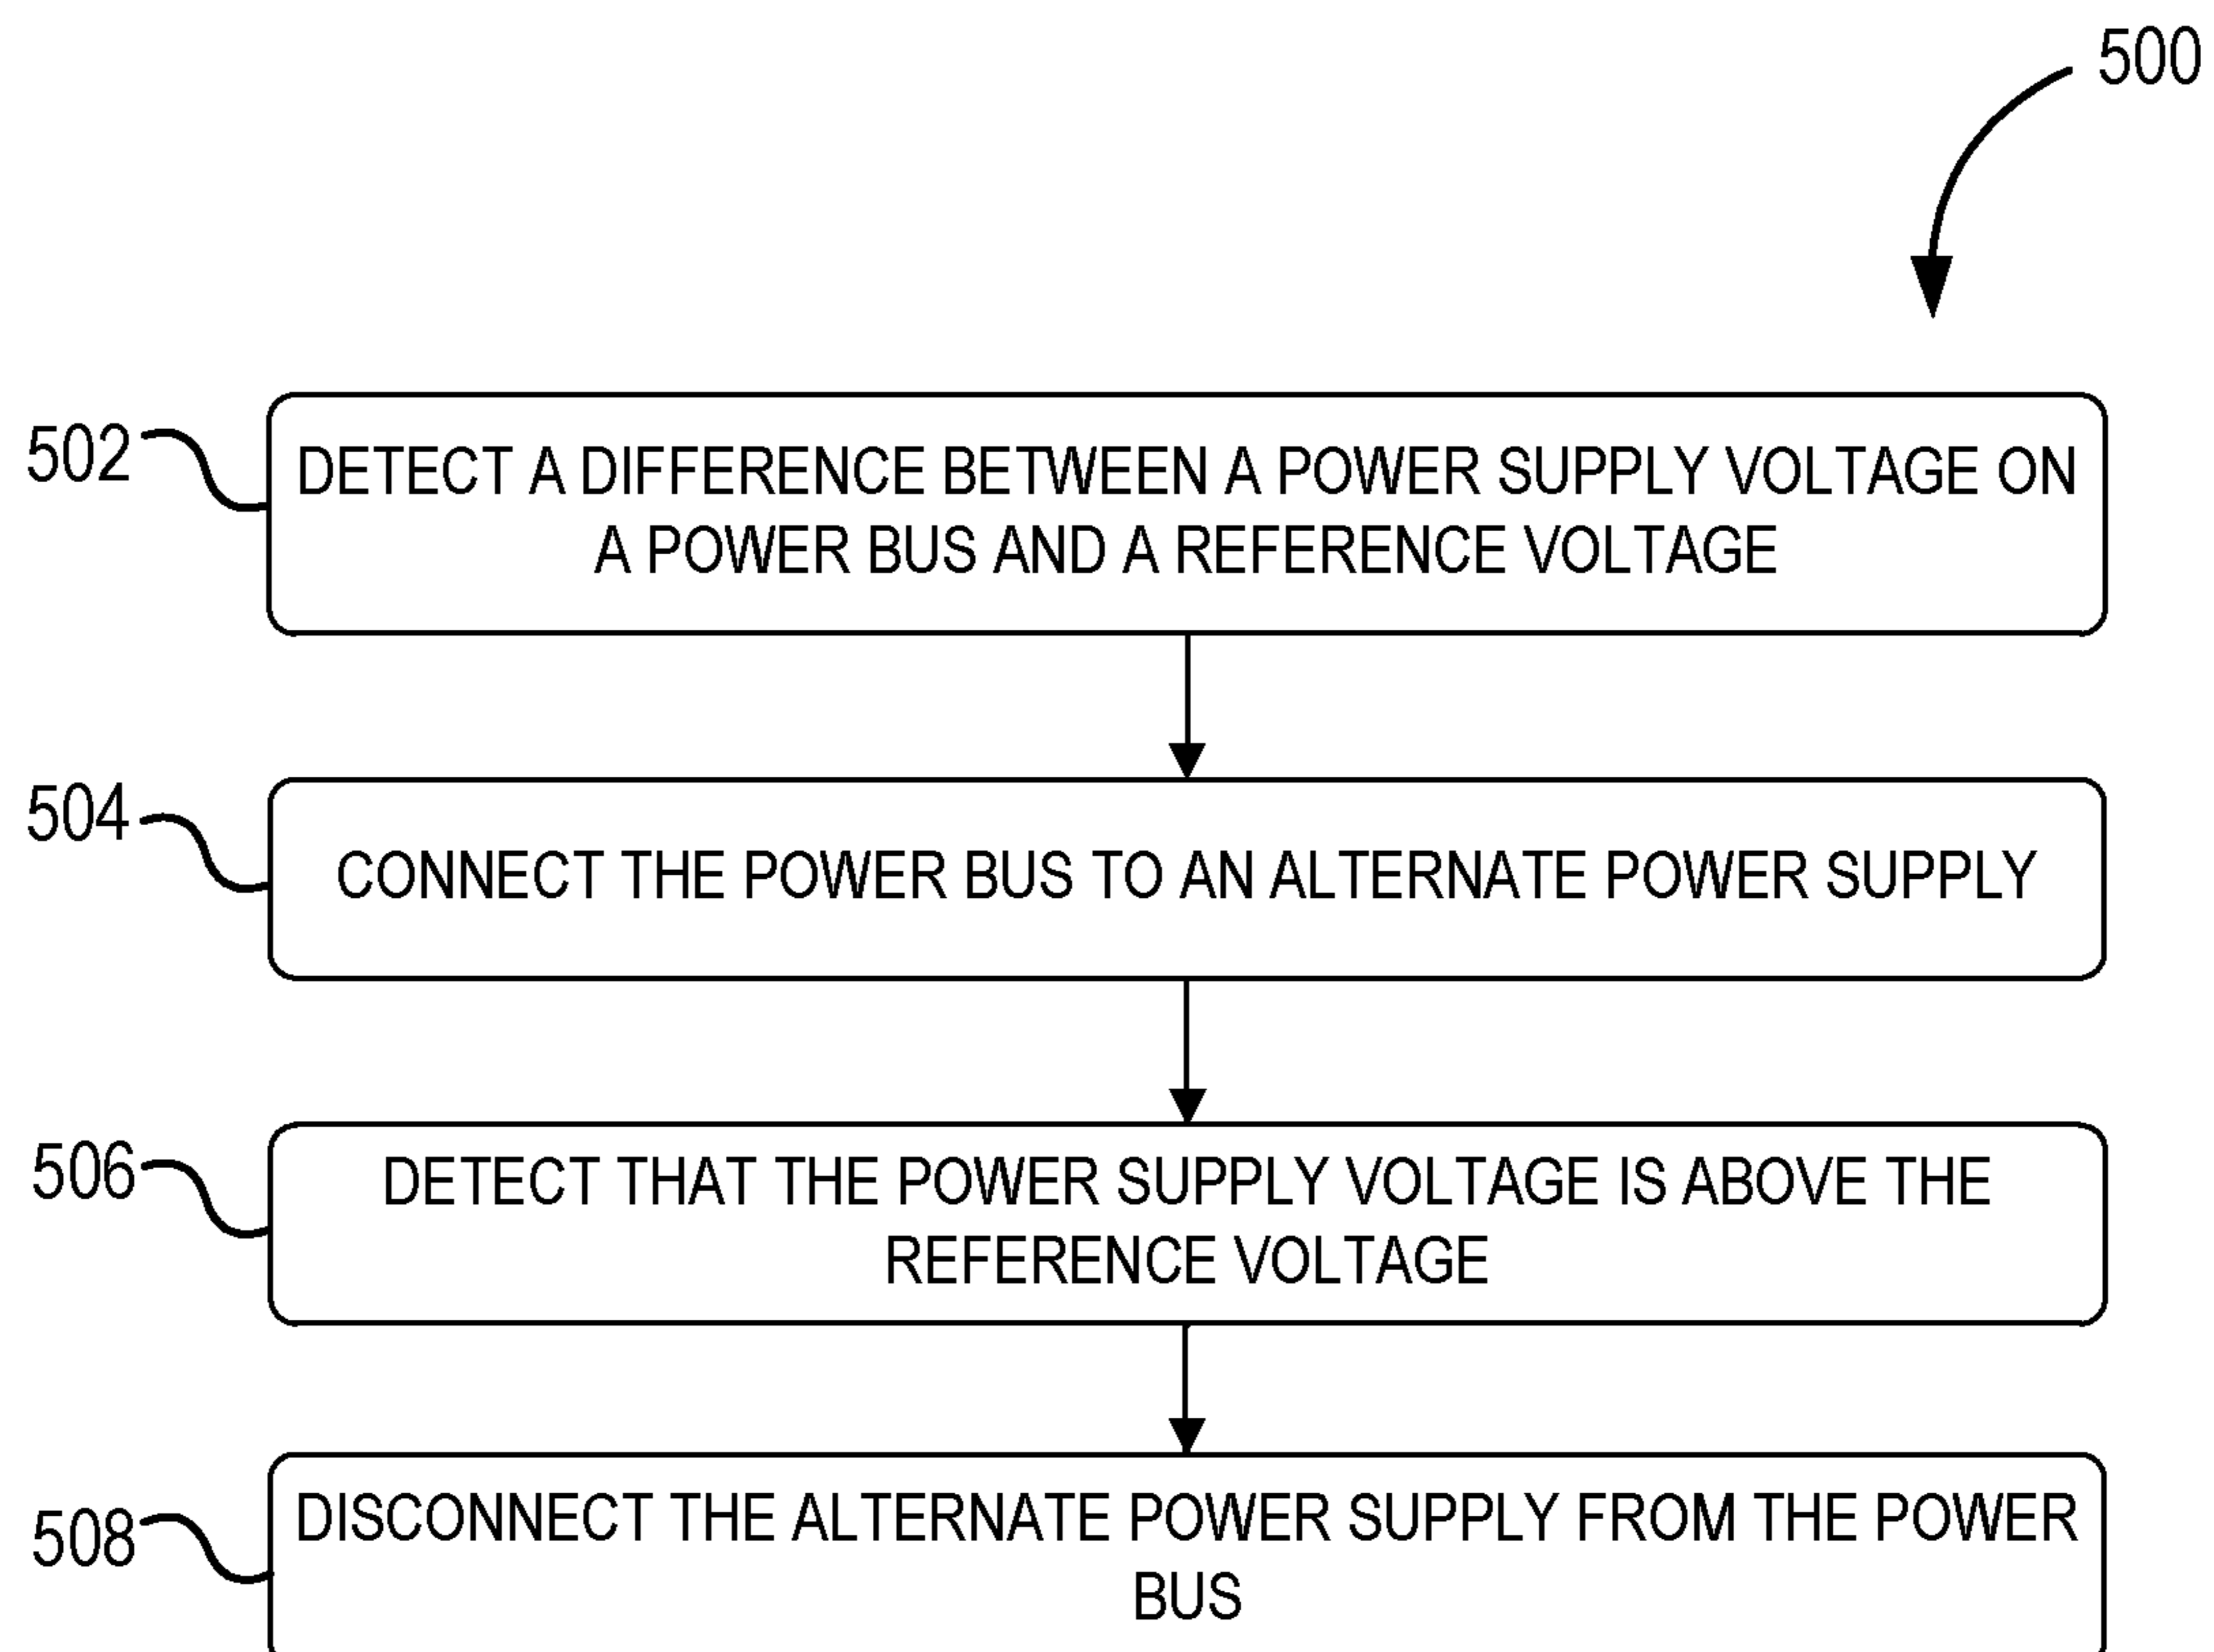 500
502
DETECT A DIFFERENCE BETWEEN A POWER SUPPLY VOLTAGE ON
A POWER BUS AND A REFERENCE VOLTAGE
504
CONNECT THE POWER BUS TO AN ALTERNATE POWER SUPPLY
506
DETECT THAT THE POWER SUPPLY VOLTAGE IS ABOVE THE
REFERENCE VOLTAGE
508
DISCONNECT THE ALTERNATE POWER SUPPLY FROM THE POWER
BUS